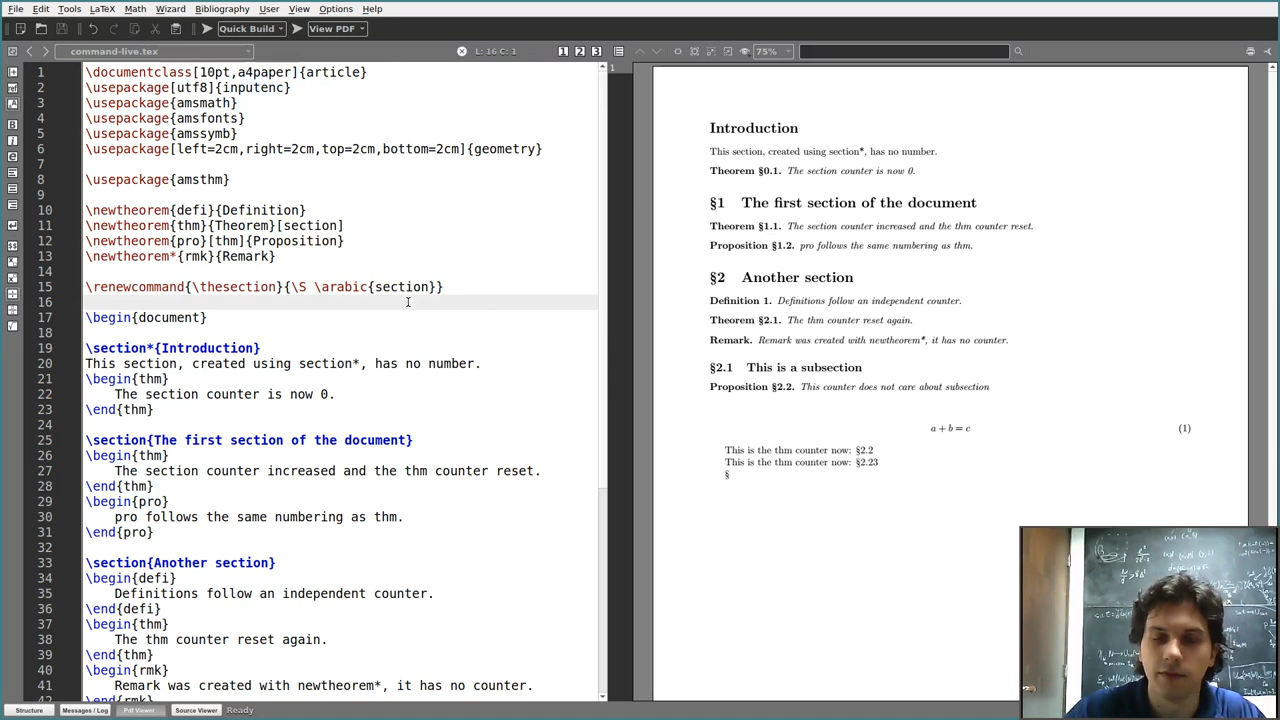 File Edit Tools LaTeX Math Wizard Bibliography User View Options Help
Quick Build View PDF
command-live.tex
L: 16 C: 1
1 2 3
75%
1 \documentclass[10pt,a4paper]{article}
2 \usepackage[utf8]{inputenc}
3 \usepackage{amsmath}
4 \usepackage{amsfonts}
5 \usepackage{amssymb}
6 \usepackage[left=2cm,right=2cm,top=2cm,bottom=2cm]{geometry}
7
8 \usepackage{amsthm}
9
10 \newtheorem{defi}{Definition}
11 \newtheorem{thm}{Theorem}[section]
12 \newtheorem{pro}[thm]{Proposition}
13 \newtheorem*{rmk}{Remark}
14
15 \renewcommand{\thesection}{\S \arabic{section}}
16
17 \begin{document}
18
19 \section*{Introduction}
20 This section, created using section*, has no number.
21 \begin{thm}
22 The section counter is now 0.
23 \end{thm}
24
25 \section{The first section of the document}
26 \begin{thm}
27 The section counter increased and the thm counter reset.
28 \end{thm}
29 \begin{pro}
30 pro follows the same numbering as thm.
31 \end{pro}
32
33 \section{Another section}
34 \begin{defi}
35 Definitions follow an independent counter.
36 \end{defi}
37 \begin{thm}
38 The thm counter reset again.
39 \end{thm}
40 \begin{rmk}
41 Remark was created with newtheorem*, it has no counter.
42 \end{rmk}
1
Introduction
This section, created using section*, has no number.
Theorem §0.1. The section counter is now 0.
§1 The first section of the document
Theorem §1.1. The section counter increased and the thm counter reset.
Proposition §1.2. pro follows the same numbering as thm.
§2 Another section
Definition 1. Definitions follow an independent counter.
Theorem §2.1. The thm counter reset again.
Remark. Remark was created with newtheorem*, it has no counter.
§2.1 This is a subsection
Proposition §2.2. This counter does not care about subsection
a + b = c (1)
This is the thm counter now: §2.2
This is the thm counter now: §2.23
§
Structure Messages / Log Pdf Viewer Source Viewer Ready